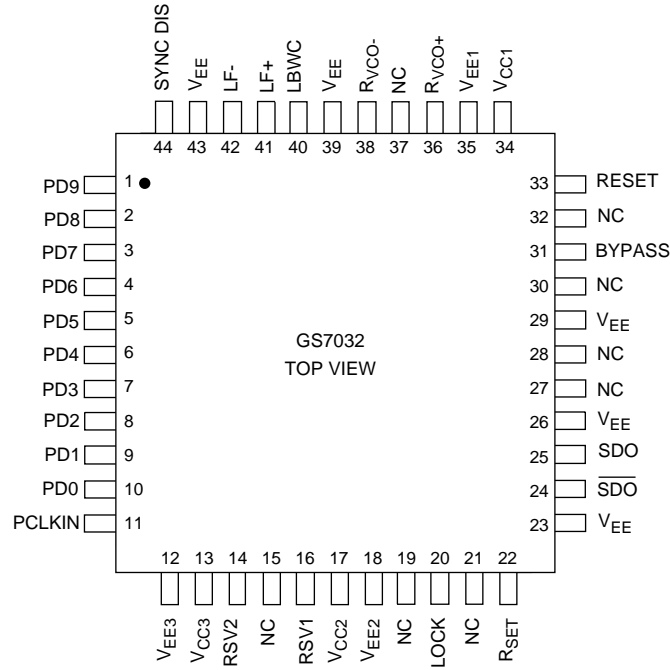 SYNC DIS
VEE
LF-
LF+
LBWC
VEE
RVCO-
NC
RVCO+
VEE1
VCC1
44 43 42 41 40 39 38 37 36 35 34
PD9 1
PD8 2
PD7 3
PD6 4
PD5 5
PD4 6
PD3 7
PD2 8
PD1 9
PD0 10
PCLKIN 11
GS7032
TOP VIEW
33 RESET
32 NC
31 BYPASS
30 NC
29 VEE
28 NC
27 NC
26 VEE
25 SDO
24 SDO
23 VEE
12 13 14 15 16 17 18 19 20 21 22
VEE3
VCC3
RSV2
NC
RSV1
VCC2
VEE2
NC
LOCK
NC
RSET